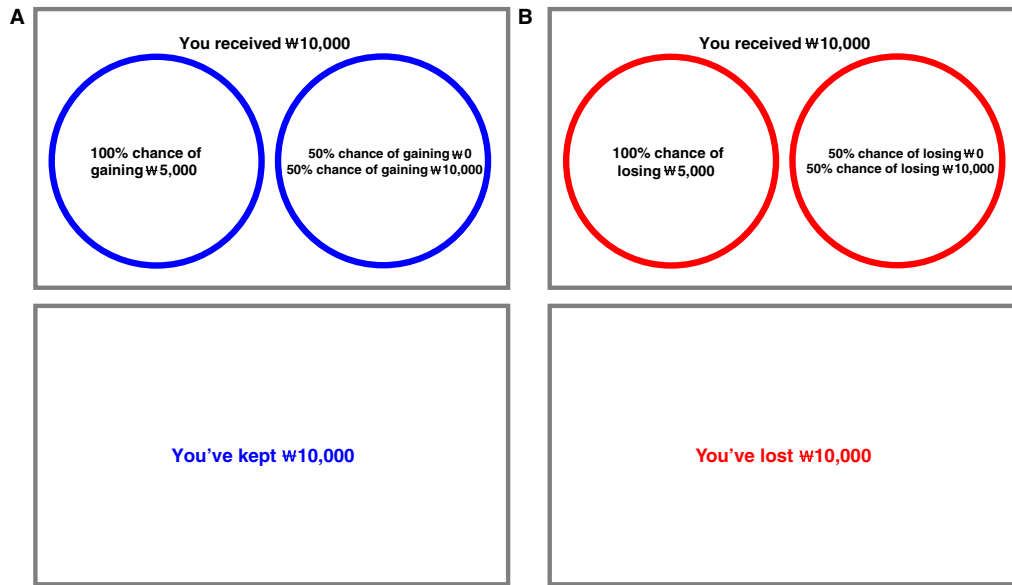 A
You received ₩10,000
100% chance of
gaining ₩5,000
50% chance of gaining ₩0
50% chance of gaining ₩10,000
You've kept ₩10,000
B
You received ₩10,000
100% chance of
losing ₩5,000
50% chance of losing ₩0
50% chance of losing ₩10,000
You've lost ₩10,000